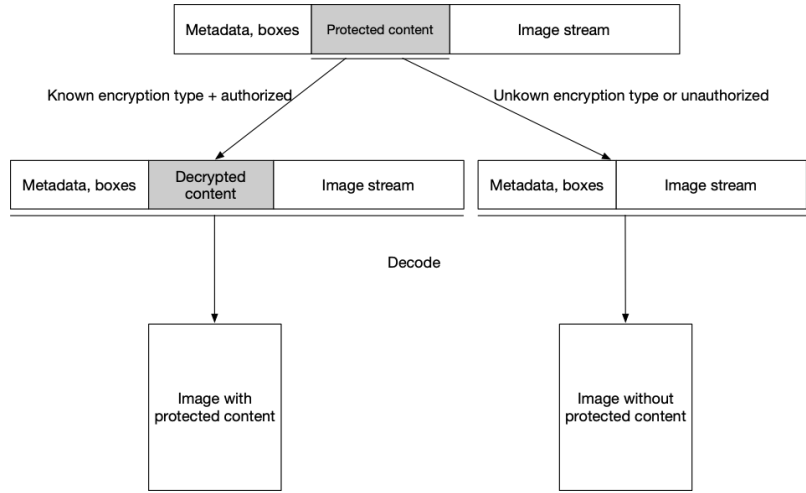 Metadata, boxes
Protected content
Image stream
Known encryption type + authorized
Unkown encryption type or unauthorized
Metadata, boxes
Decrypted
content
Image stream
Metadata, boxes
Image stream
Decode
Image with
protected content
Image without
protected content